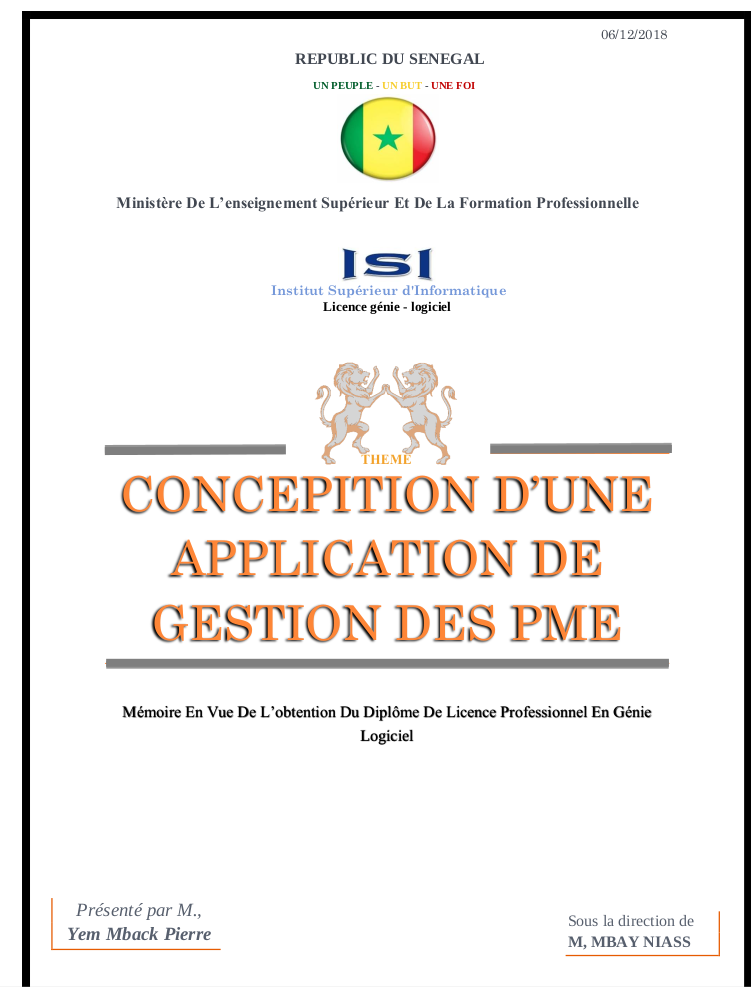 06/12/2018
REPUBLIC DU SENEGAL
UN PEUPLE - UN BUT - UNE FOI
Ministère De L’enseignement Supérieur Et De La Formation Professionnelle
ISI
Institut Supérieur d'Informatique
Licence génie - logiciel
THEME
CONCEPITION D’UNE
APPLICATION DE
GESTION DES PME
Mémoire En Vue De L’obtention Du Diplôme De Licence Professionnel En Génie
Logiciel
Présenté par M.,
Yem Mback Pierre
Sous la direction de
M, MBAY NIASS